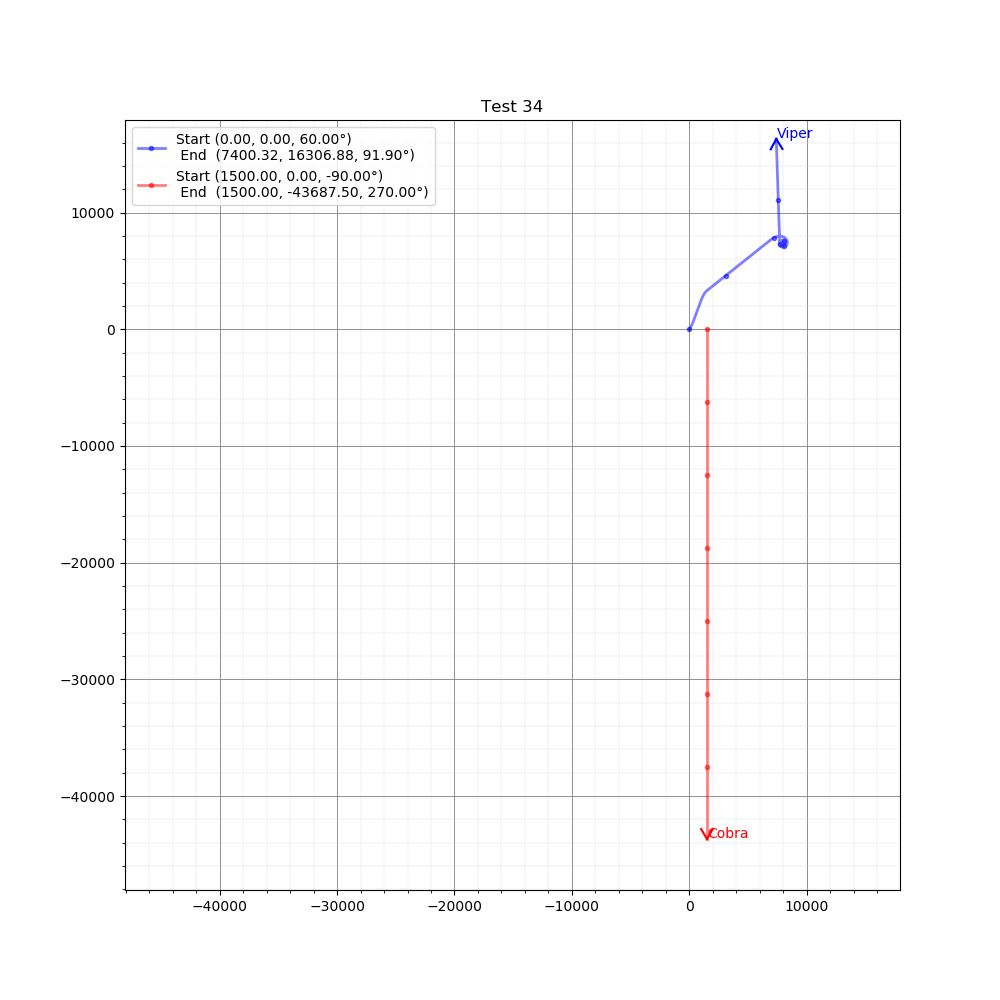 Test 34
Start (0.00, 0.00, 60.00°)
End (7400.32, 16306.88, 91.90°)
Start (1500.00, 0.00, -90.00°)
End (1500.00, -43687.50, 270.00°)
Viper
10000
0
−10000
−20000
−30000
−40000
Cobra
−40000
−30000
−20000
−10000
0
10000